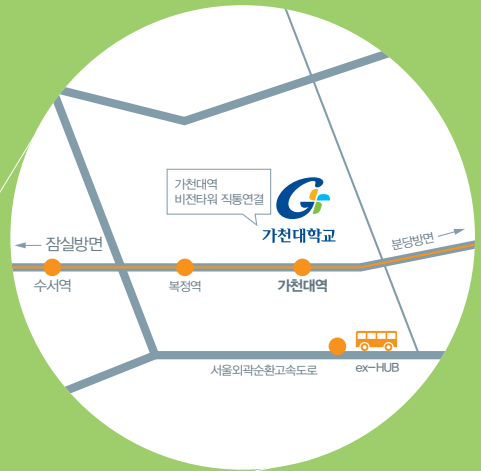 가천대역
비전타워 직통연결
가천대학교
← 잠실방면
분당방면 →
수서역
복정역
가천대역
서울외곽순환고속도로
ex-HUB